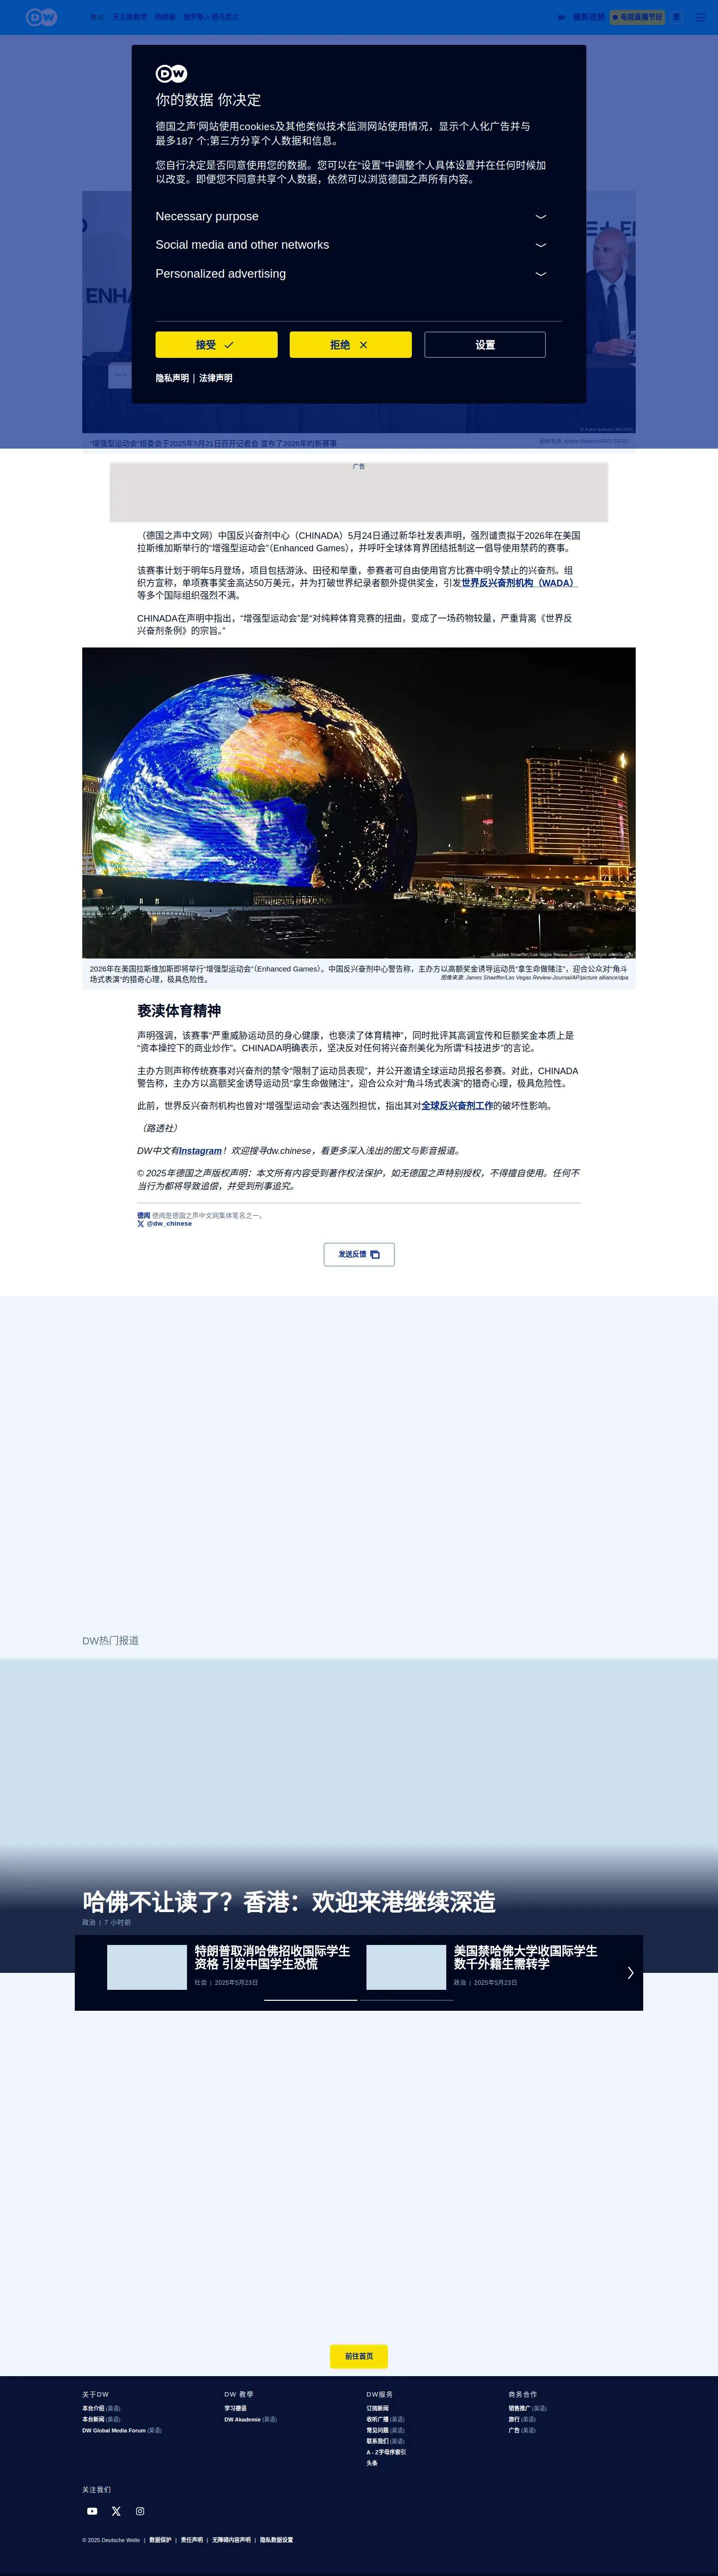 DW
焦点 天主教教宗 特朗普 俄罗斯入侵乌克兰
最新视频 电视直播节目 繁
DW
你的数据 你决定
德国之声'网站使用cookies及其他类似技术监测网站使用情况，显示个人化广告并与
最多187 个;第三方分享个人数据和信息。
您自行决定是否同意使用您的数据。您可以在“设置”中调整个人具体设置并在任何时候加
以改变。即便您不同意共享个人数据，依然可以浏览德国之声所有内容。
Necessary purpose
Social media and other networks
Personalized advertising
接受
拒绝
设置
隐私声明 | 法律声明
ENHA
“增强型运动会”组委会于2025年5月21日召开记者会 宣布了2026年的新赛事
广告
（德国之声中文网）中国反兴奋剂中心（CHINADA）5月24日通过新华社发表声明，强烈谴责拟于2026年在美国
拉斯维加斯举行的“增强型运动会”（Enhanced Games），并呼吁全球体育界团结抵制这一倡导使用禁药的赛事。
该赛事计划于明年5月登场，项目包括游泳、田径和举重，参赛者可自由使用官方比赛中明令禁止的兴奋剂。组
织方宣称，单项赛事奖金高达50万美元，并为打破世界纪录者额外提供奖金，引发世界反兴奋剂机构（WADA）
等多个国际组织强烈不满。
CHINADA在声明中指出，“增强型运动会”是“对纯粹体育竞赛的扭曲，变成了一场药物较量，严重背离《世界反
兴奋剂条例》的宗旨。”
© James Shaeffer/Las Vegas Review-Journal/AP/picture alliance/dpa
2026年在美国拉斯维加斯即将举行“增强型运动会”（Enhanced Games）。中国反兴奋剂中心警告称，主办方以高额奖金诱导运动员“拿生命做赌注”，迎合公众对“角斗
场式表演”的猎奇心理，极具危险性。
图像来源: James Shaeffer/Las Vegas Review-Journal/AP/picture alliance/dpa
亵渎体育精神
声明强调，该赛事“严重威胁运动员的身心健康，也亵渎了体育精神”，同时批评其高调宣传和巨额奖金本质上是
“资本操控下的商业炒作”。CHINADA明确表示，坚决反对任何将兴奋剂美化为所谓“科技进步”的言论。
主办方则声称传统赛事对兴奋剂的禁令“限制了运动员表现”，并公开邀请全球运动员报名参赛。对此，CHINADA
警告称，主办方以高额奖金诱导运动员“拿生命做赌注”，迎合公众对“角斗场式表演”的猎奇心理，极具危险性。
此前，世界反兴奋剂机构也曾对“增强型运动会”表达强烈担忧，指出其对全球反兴奋剂工作的破坏性影响。
（路透社）
DW中文有Instagram！欢迎搜寻dw.chinese，看更多深入浅出的图文与影音报道。
© 2025年德国之声版权声明：本文所有内容受到著作权法保护，如无德国之声特别授权，不得擅自使用。任何不
当行为都将导致追偿，并受到刑事追究。
德闻 德闻是德国之声中文网集体笔名之一。
@dw_chinese
发送反馈
DW热门报道
哈佛不让读了？香港：欢迎来港继续深造
政治 | 7 小时前
特朗普取消哈佛招收国际学生
资格 引发中国学生恐慌
社会 | 2025年5月23日
美国禁哈佛大学收国际学生
数千外籍生需转学
政治 | 2025年5月23日
前往首页
关于DW
本台介绍 (英语)
本台新闻 (英语)
DW Global Media Forum (英语)
DW 教學
学习德语
DW Akademie (英语)
DW服务
订阅新闻
收听广播 (英语)
常见问题 (英语)
联系我们 (英语)
A - Z字母序索引
头条
商务合作
销售推广 (英语)
旅行 (英语)
广告 (英语)
关注我们
© 2025 Deutsche Welle | 数据保护 | 责任声明 | 无障碍内容声明 | 隐私数据设置